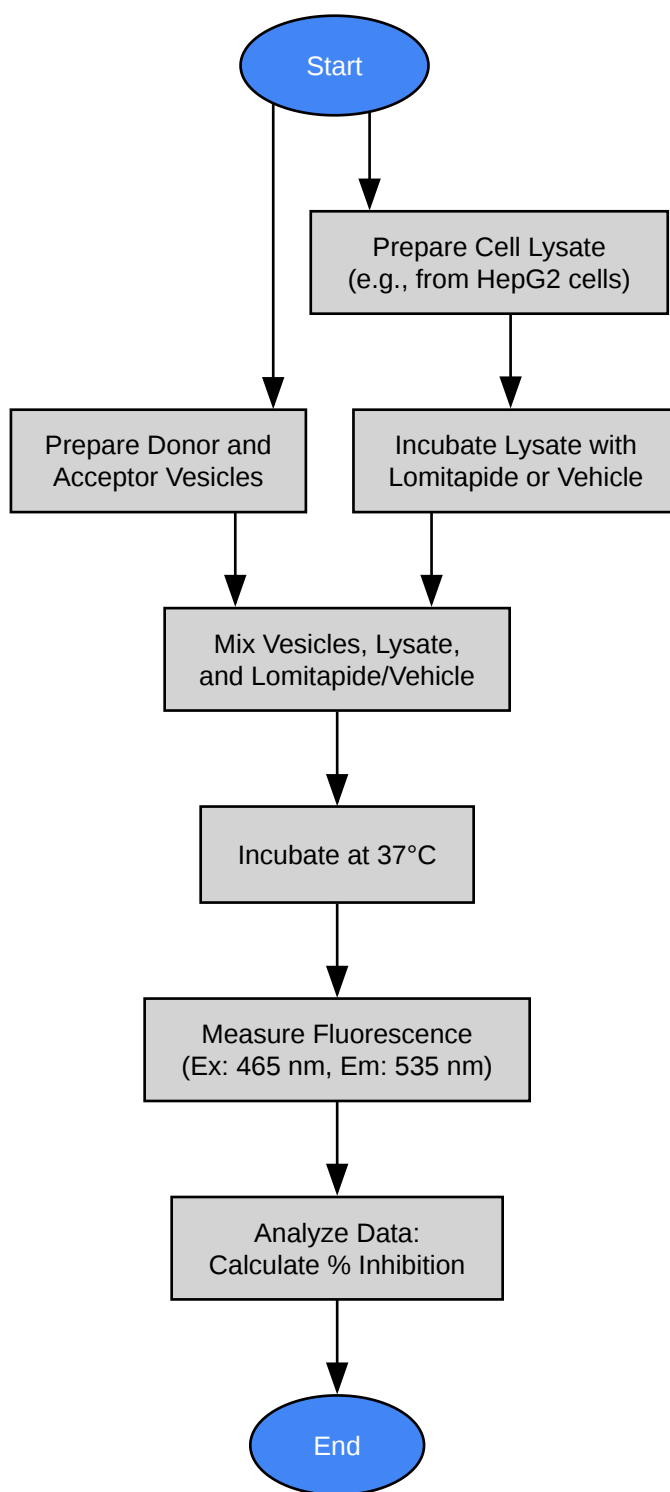 Start
Prepare Cell Lysate
(e.g., from HepG2 cells)
Prepare Donor and
Acceptor Vesicles
Incubate Lysate with
Lomitapide or Vehicle
Mix Vesicles, Lysate,
and Lomitapide/Vehicle
Incubate at 37°C
Measure Fluorescence
(Ex: 465 nm, Em: 535 nm)
Analyze Data:
Calculate % Inhibition
End